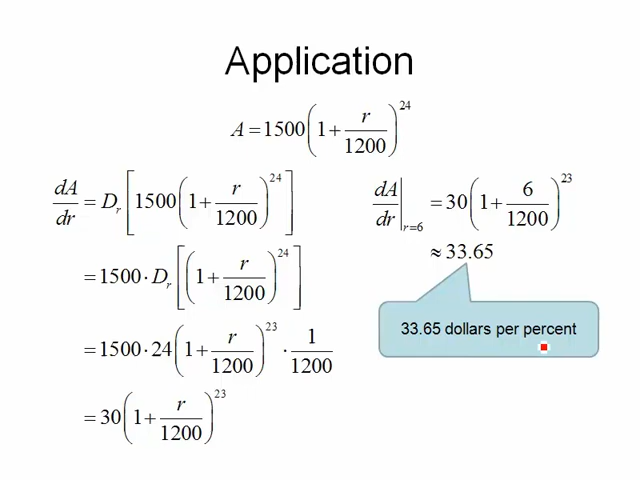 Application
A = 1500(1 + r/1200)^24
dA/dr = D_r[1500(1 + r/1200)^24]
= 1500 · D_r[(1 + r/1200)^24]
= 1500 · 24(1 + r/1200)^23 · 1/1200
= 30(1 + r/1200)^23
dA/dr|_{r=6} = 30(1 + 6/1200)^23
≈ 33.65
33.65 dollars per percent